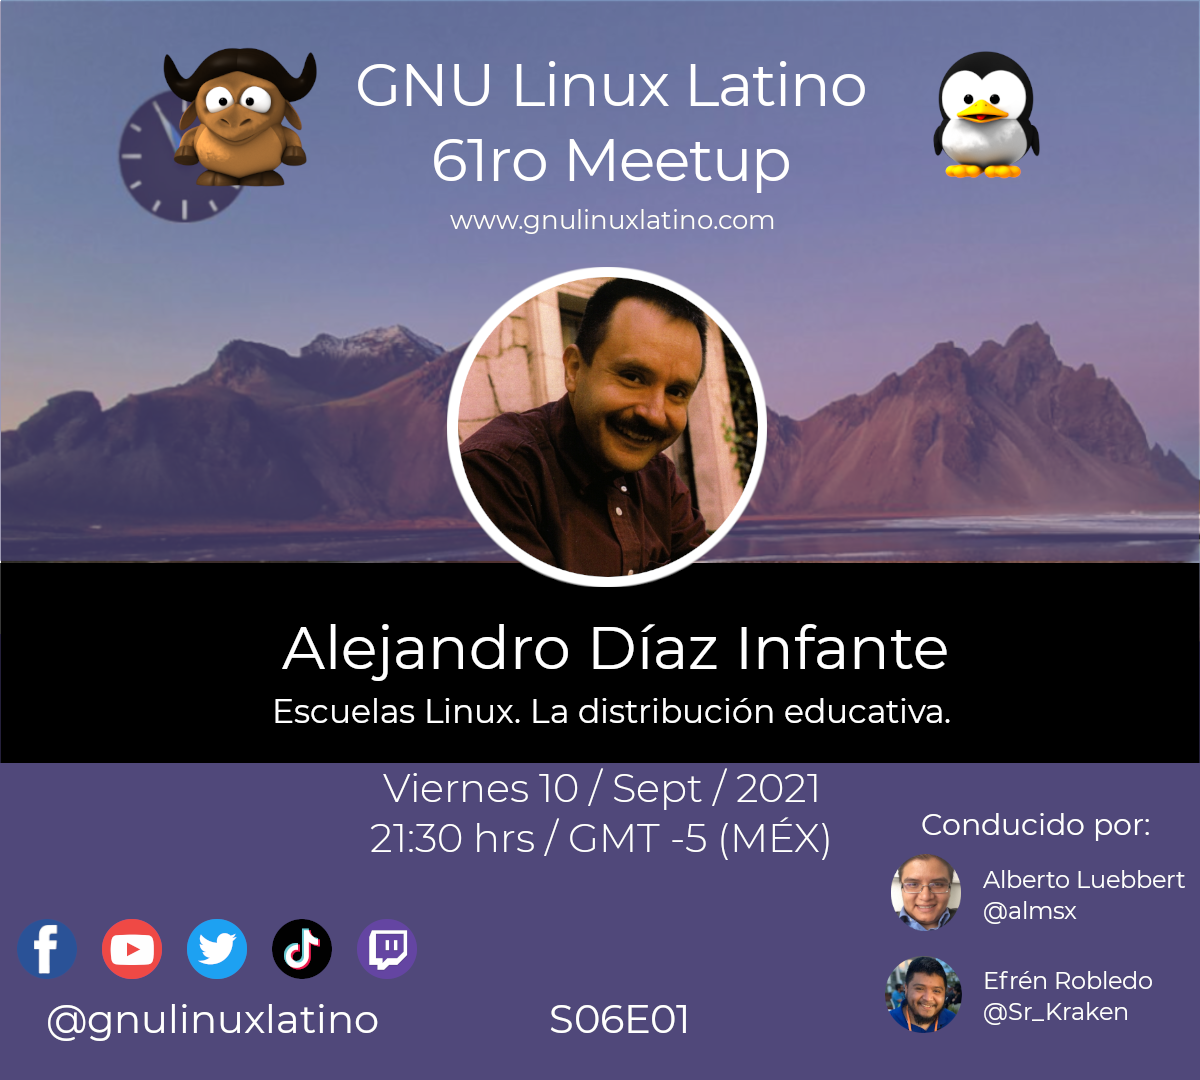 GNU Linux Latino
61ro Meetup
www.gnulinuxlatino.com
Alejandro Díaz Infante
Escuelas Linux. La distribución educativa.
Viernes 10 / Sept / 2021
21:30 hrs / GMT -5 (MÉX)
Conducido por:
Alberto Luebbert
@almsx
Efrén Robledo
@Sr_Kraken
@gnulinuxlatino
S06E01